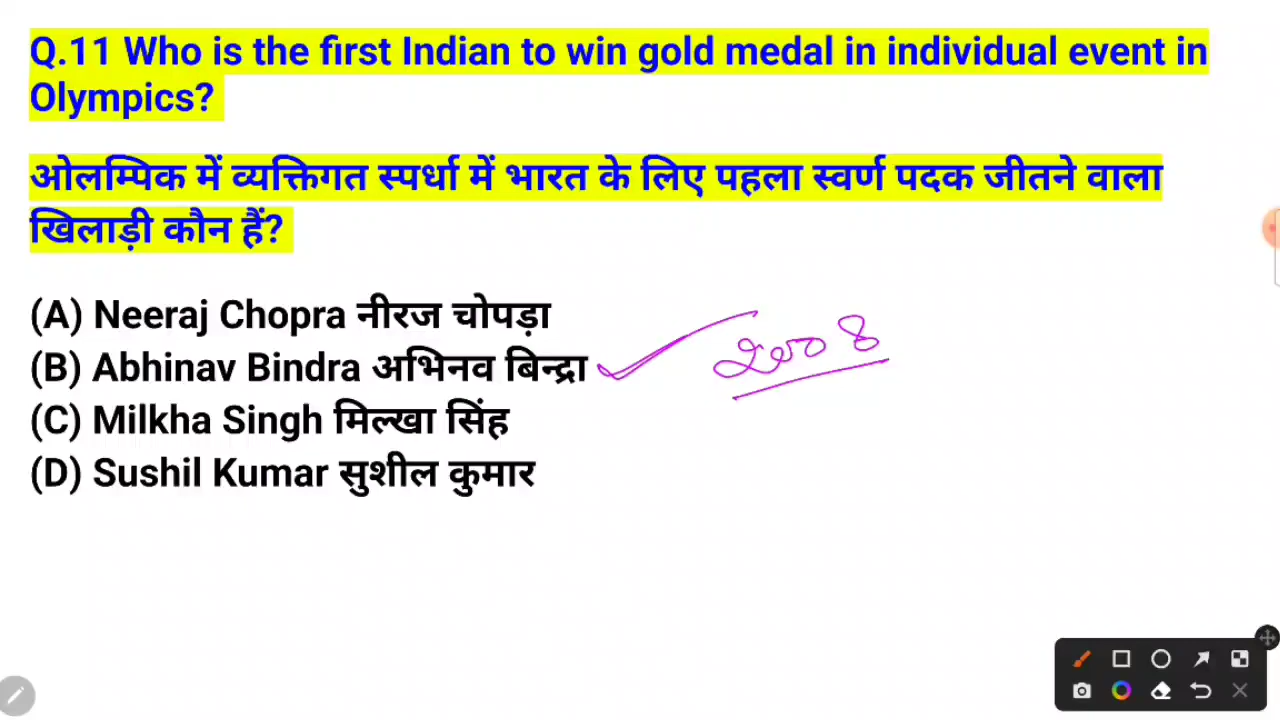 Q.11 Who is the first Indian to win gold medal in individual event in
Olympics?
ओलम्पिक में व्यक्तिगत स्पर्धा में भारत के लिए पहला स्वर्ण पदक जीतने वाला
खिलाड़ी कौन हैं?
(A) Neeraj Chopra नीरज चोपड़ा
(B) Abhinav Bindra अभिनव बिन्द्रा
2008
(C) Milkha Singh मिल्खा सिंह
(D) Sushil Kumar सुशील कुमार